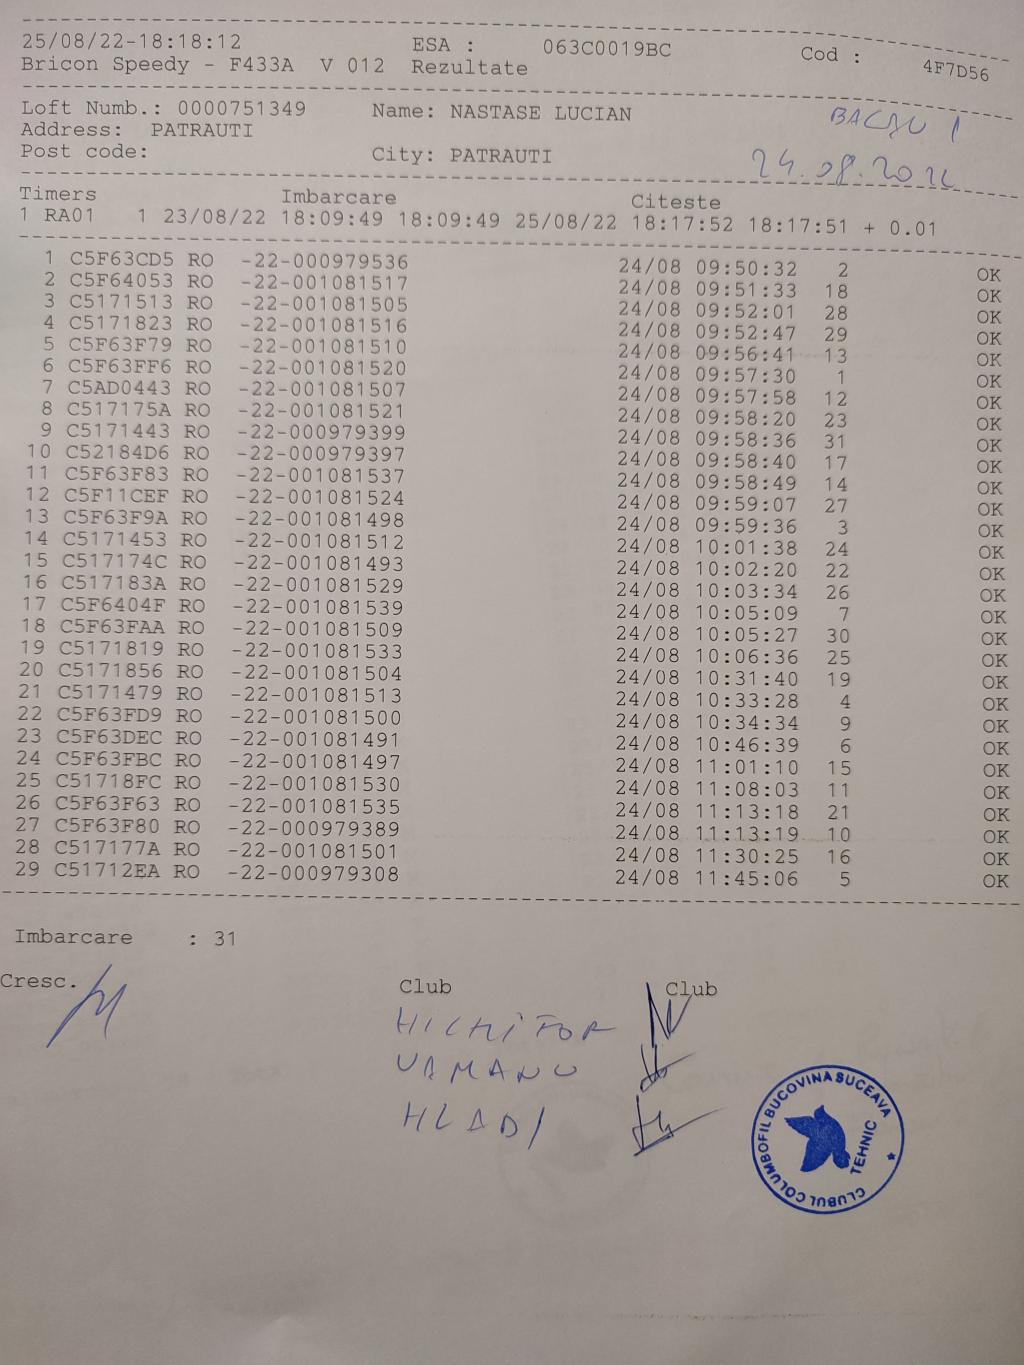 25/08/22-18:18:12 ESA : 063C0019BC Cod : 4F7D56
Bricon Speedy - F433A V 012 Rezultate
Loft Numb.: 0000751349 Name: NASTASE LUCIAN
BACAU 1
Address: PATRAUTI
Post code: City: PATRAUTI
24.08.2022
Timers Imbarcare Citeste
1 RA01 1 23/08/22 18:09:49 18:09:49 25/08/22 18:17:52 18:17:51 + 0.01
1 C5F63CD5 RO -22-000979536 24/08 09:50:32 2 OK
2 C5F64053 RO -22-001081517 24/08 09:51:33 18 OK
3 C5171513 RO -22-001081505 24/08 09:52:01 28 OK
4 C5171823 RO -22-001081516 24/08 09:52:47 29 OK
5 C5F63F79 RO -22-001081510 24/08 09:56:41 13 OK
6 C5F63FF6 RO -22-001081520 24/08 09:57:30 1 OK
7 C5AD0443 RO -22-001081507 24/08 09:57:58 12 OK
8 C517175A RO -22-001081521 24/08 09:58:20 23 OK
9 C5171443 RO -22-000979399 24/08 09:58:36 31 OK
10 C52184D6 RO -22-000979397 24/08 09:58:40 17 OK
11 C5F63F83 RO -22-001081537 24/08 09:58:49 14 OK
12 C5F11CEF RO -22-001081524 24/08 09:59:07 27 OK
13 C5F63F9A RO -22-001081498 24/08 09:59:36 3 OK
14 C5171453 RO -22-001081512 24/08 10:01:38 24 OK
15 C517174C RO -22-001081493 24/08 10:02:20 22 OK
16 C517183A RO -22-001081529 24/08 10:03:34 26 OK
17 C5F6404F RO -22-001081539 24/08 10:05:09 7 OK
18 C5F63FAA RO -22-001081509 24/08 10:05:27 30 OK
19 C5171819 RO -22-001081533 24/08 10:06:36 25 OK
20 C5171856 RO -22-001081504 24/08 10:31:40 19 OK
21 C5171479 RO -22-001081513 24/08 10:33:28 4 OK
22 C5F63FD9 RO -22-001081500 24/08 10:34:34 9 OK
23 C5F63DEC RO -22-001081491 24/08 10:46:39 6 OK
24 C5F63FBC RO -22-001081497 24/08 11:01:10 15 OK
25 C51718FC RO -22-001081530 24/08 11:08:03 11 OK
26 C5F63F63 RO -22-001081535 24/08 11:13:18 21 OK
27 C5F63F80 RO -22-000979389 24/08 11:13:19 10 OK
28 C517177A RO -22-001081501 24/08 11:30:25 16 OK
29 C51712EA RO -22-000979308 24/08 11:45:06 5 OK
Imbarcare : 31
Cresc. Club Club
HICHITOR
URMANU
HLADI
CLUBUL COLUMBOFIL BUCOVINA SUCEAVA
TEHNIC